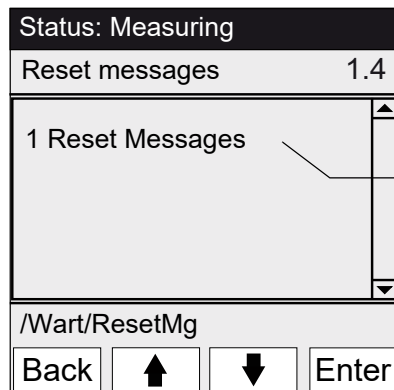 Status: Measuring
Reset messages 1.4
1 Reset Messages
/Wart/ResetMg
Back Enter